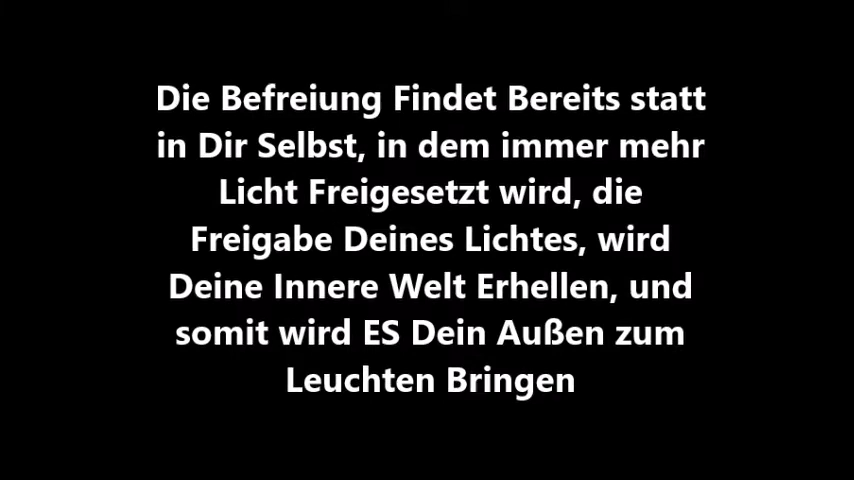 Die Befreiung Findet Bereits statt
in Dir Selbst, in dem immer mehr
Licht Freigesetzt wird, die
Freigabe Deines Lichtes, wird
Deine Innere Welt Erhellen, und
somit wird ES Dein Außen zum
Leuchten Bringen